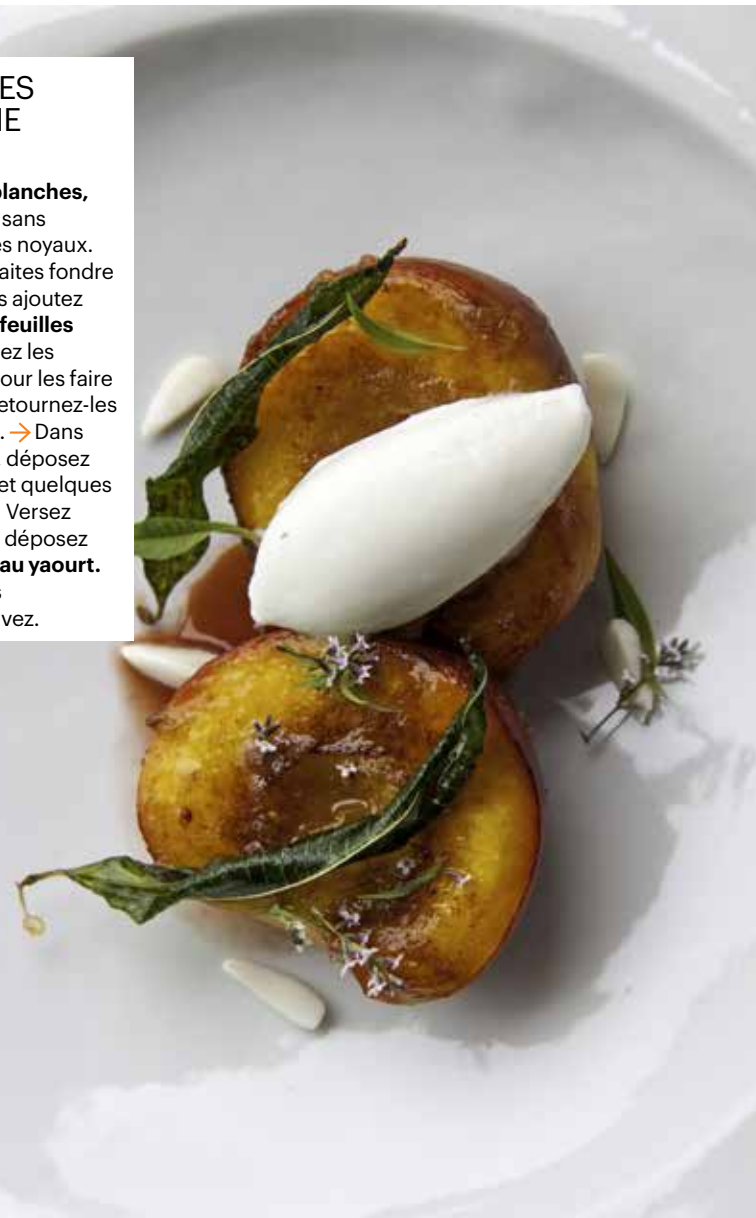 ES
IE
blanches,
sans
es noyaux.
aites fondre
s ajoutez
feuilles
ez les
our les faire
etournez-les
. → Dans
déposez
et quelques
Versez
déposez
au yaourt.
s
vez.